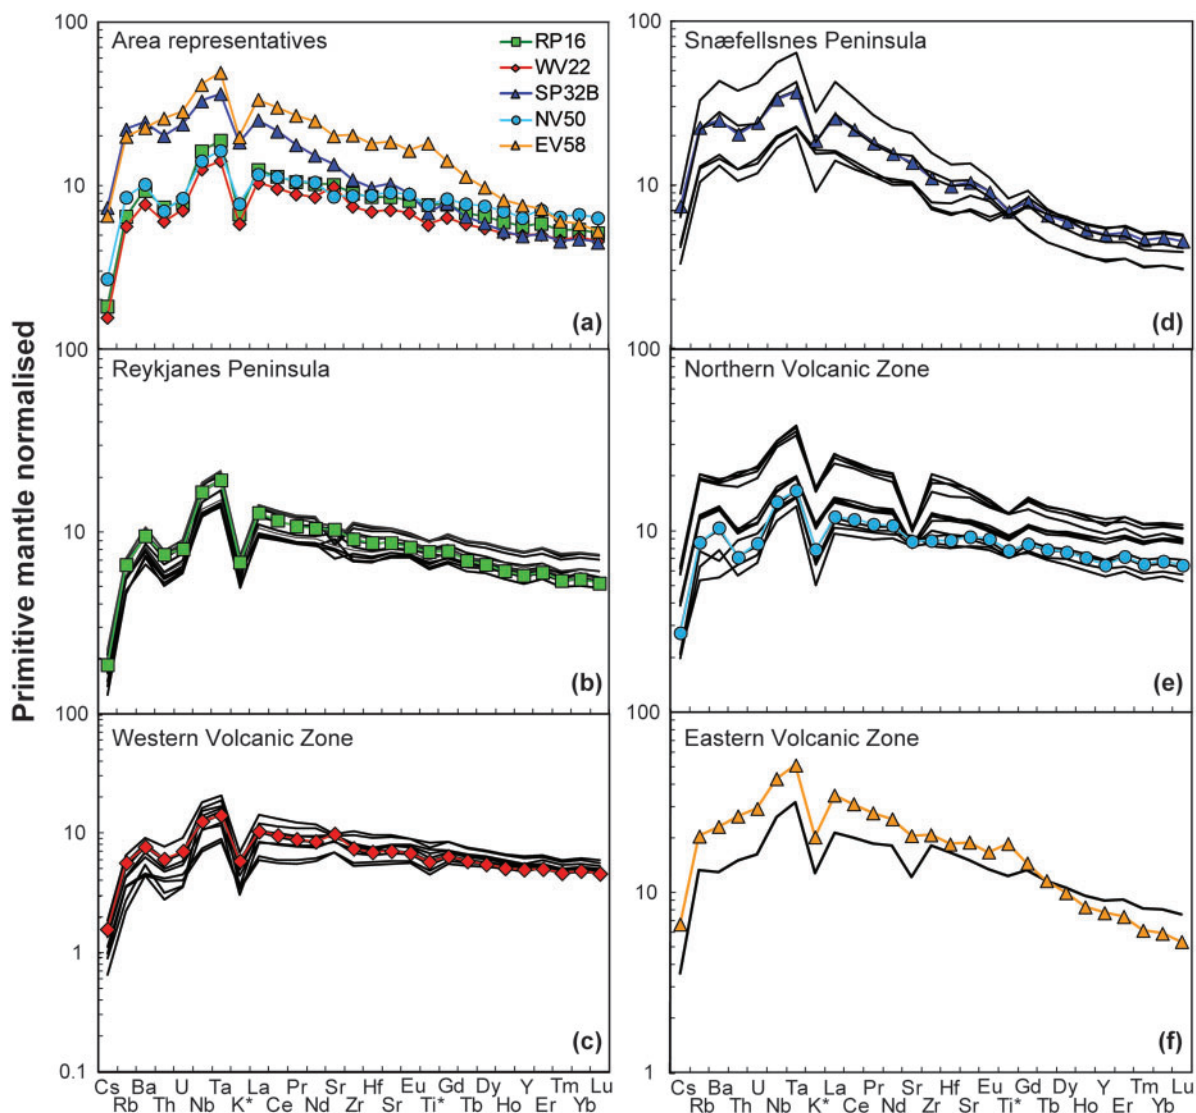 Primitive mantle normalised
100
10
1
Area representatives
RP16
WV22
SP32B
NV50
EV58
(a)
100
10
1
Snæfellsnes Peninsula
(d)
100
10
1
Reykjanes Peninsula
(b)
100
10
1
Northern Volcanic Zone
(e)
100
10
1
0.1
Western Volcanic Zone
(c)
100
10
1
Eastern Volcanic Zone
(f)
Cs Ba U Ta La Pr Sr Hf Eu Gd Dy Y Tm Lu
Rb Th Nb K* Ce Nd Zr Sr Ti* Tb Ho Er Yb
Cs Ba U Ta La Pr Sr Hf Eu Gd Dy Y Tm Lu
Rb Th Nb K* Ce Nd Zr Sr Ti* Tb Ho Er Yb